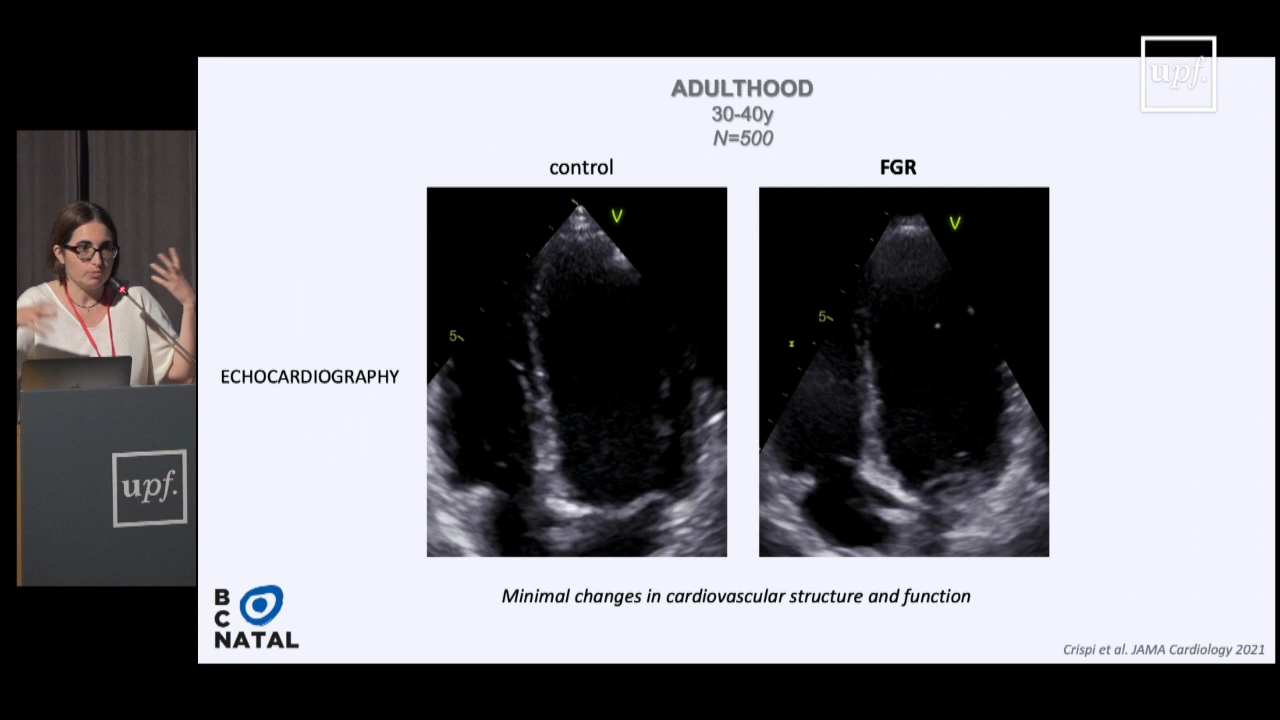 upf.
ADULTHOOD
30-40y
N=500
control
FGR
V
V
5
5
ECHOCARDIOGRAPHY
upf.
Minimal changes in cardiovascular structure and function
B
C
NATAL
Crispi et al. JAMA Cardiology 2021